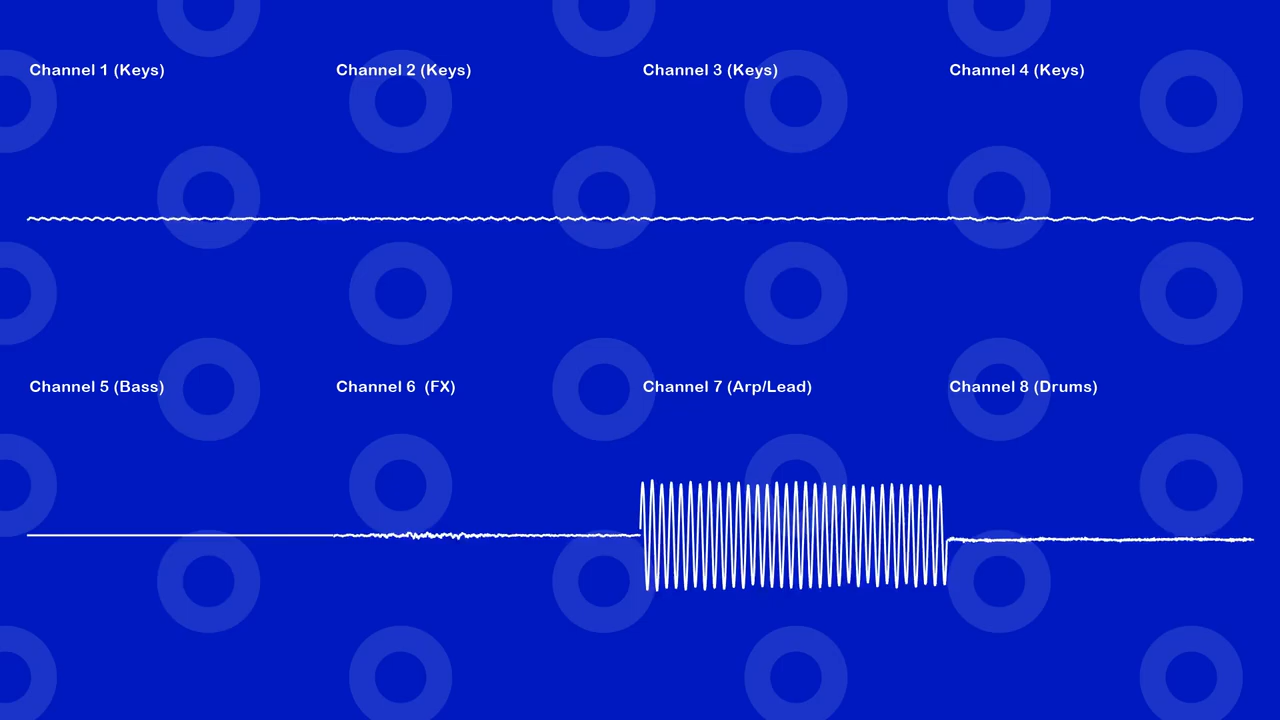 Channel 1 (Keys)
Channel 2 (Keys)
Channel 3 (Keys)
Channel 4 (Keys)
Channel 5 (Bass)
Channel 6  (FX)
Channel 7 (Arp/Lead)
Channel 8 (Drums)